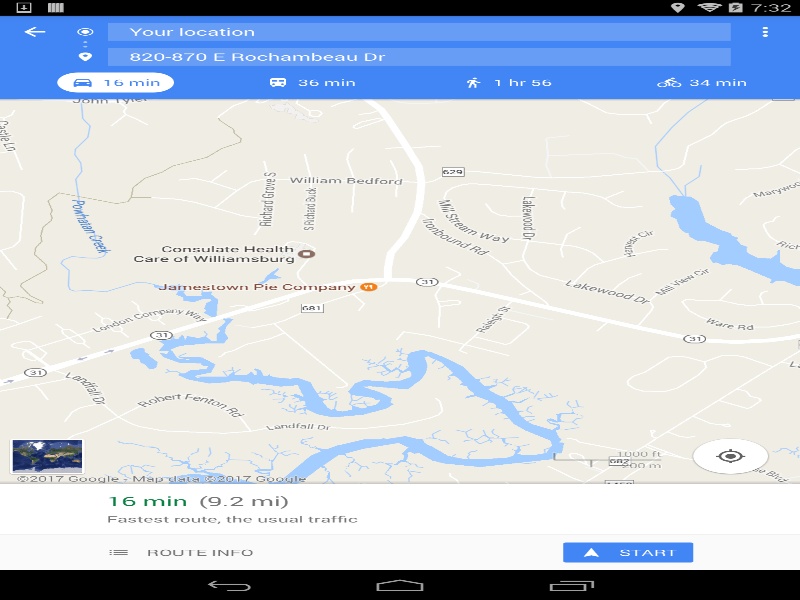 7:32
Your location
820-870 E Rochambeau Dr
16 min
36 min
1 hr 56
34 min
John Tyler
Castle Ln
629
William Bedford
Richard Grove S
S Richard Buck
Marywood
Powhatan Creek
Mill Stream Way
Lakewood Dr
Ironbound Rd
Consulate Health
Care of Williamsburg
Cir
Rich
Jamestown Pie Company
31
Mill View Cir
Lakewood Dr
681
London Company Way
Raleigh St
Ware Rd
31
31
31
Landfall Dr
Robert Fenton Rd
Landfall Dr
1000 ft
682
200 m
Blvd
©2017 Google - Map data ©2017 Google
16 min (9.2 mi)
Fastest route, the usual traffic
ROUTE INFO
START